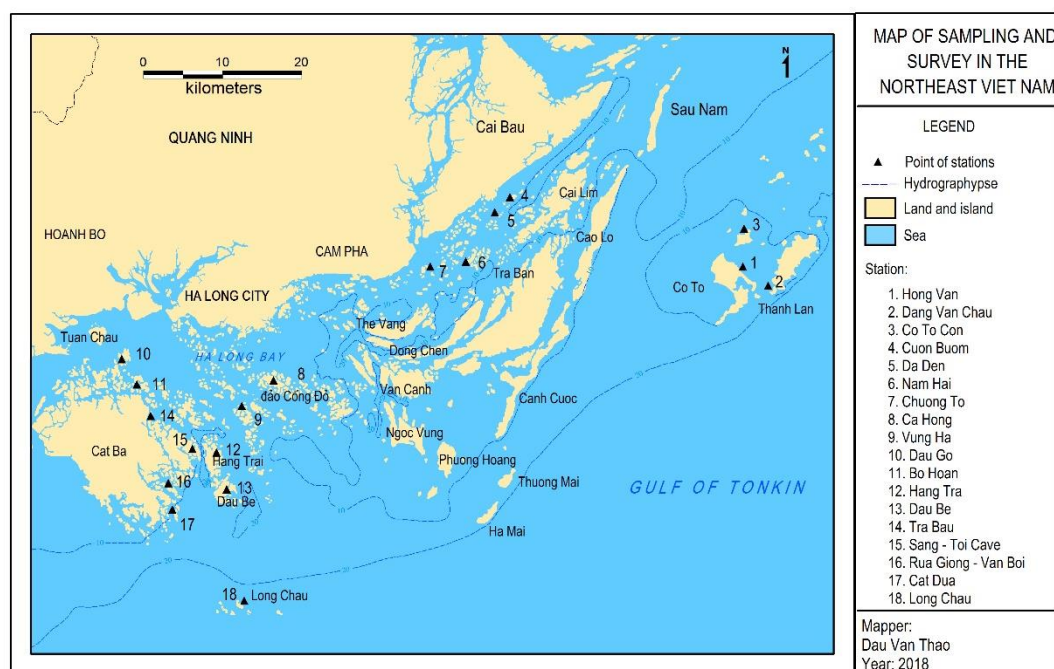 0
10
20
kilometers
N
QUANG NINH
Cai Bau
Sau Nam
4
5
Cai Lim
HOANH BO
CAM PHA
Cao Lo
3
7
6
Tra Ban
1
HA LONG CITY
Co To
2
Thanh Lan
Tuan Chau
The Vang
HA LONG BAY
10
Dong Chen
8
11
đảo Cống Đỏ
Van Canh
Canh Cuoc
9
14
Ngoc Vung
Cat Ba
15
12
Hang Trai
Phuong Hoang
16
13
Dau Be
Thuong Mai
GULF OF TONKIN
17
Ha Mai
18
Long Chau
MAP OF SAMPLING AND
SURVEY IN THE
NORTHEAST VIET NAM
LEGEND
Point of stations
Hydrographypse
Land and island
Sea
Station:
1. Hong Van
2. Dang Van Chau
3. Co To Con
4. Cuon Buom
5. Da Den
6. Nam Hai
7. Chuong To
8. Ca Hong
9. Vung Ha
10. Dau Go
11. Bo Hoan
12. Hang Tra
13. Dau Be
14. Tra Bau
15. Sang - Toi Cave
16. Rua Giong - Van Boi
17. Cat Dua
18. Long Chau
Mapper:
Dau Van Thao
Year: 2018